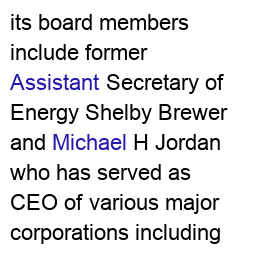 its board members
include former
Assistant Secretary of
Energy Shelby Brewer
and Michael H Jordan
who has served as
CEO of various major
corporations including